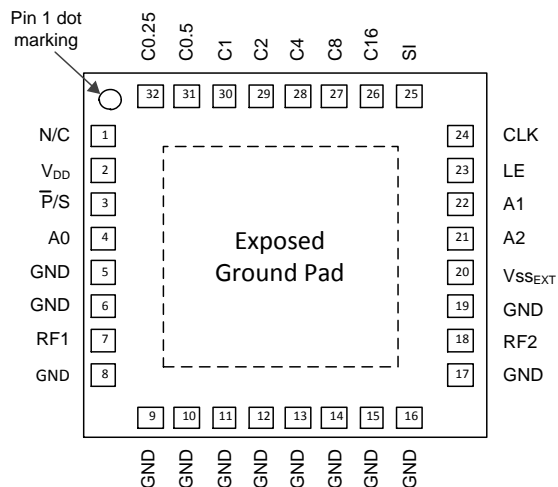 Pin 1 dot
marking
C0.25 C0.5 C1 C2 C4 C8 C16 SI
32 31 30 29 28 27 26 25
N/C 1 24 CLK
VDD 2 23 LE
P̅/S 3 22 A1
A0 4 21 A2
GND 5 20 VssEXT
GND 6 19 GND
RF1 7 18 RF2
GND 8 17 GND
Exposed
Ground Pad
9 10 11 12 13 14 15 16
GND GND GND GND GND GND GND GND